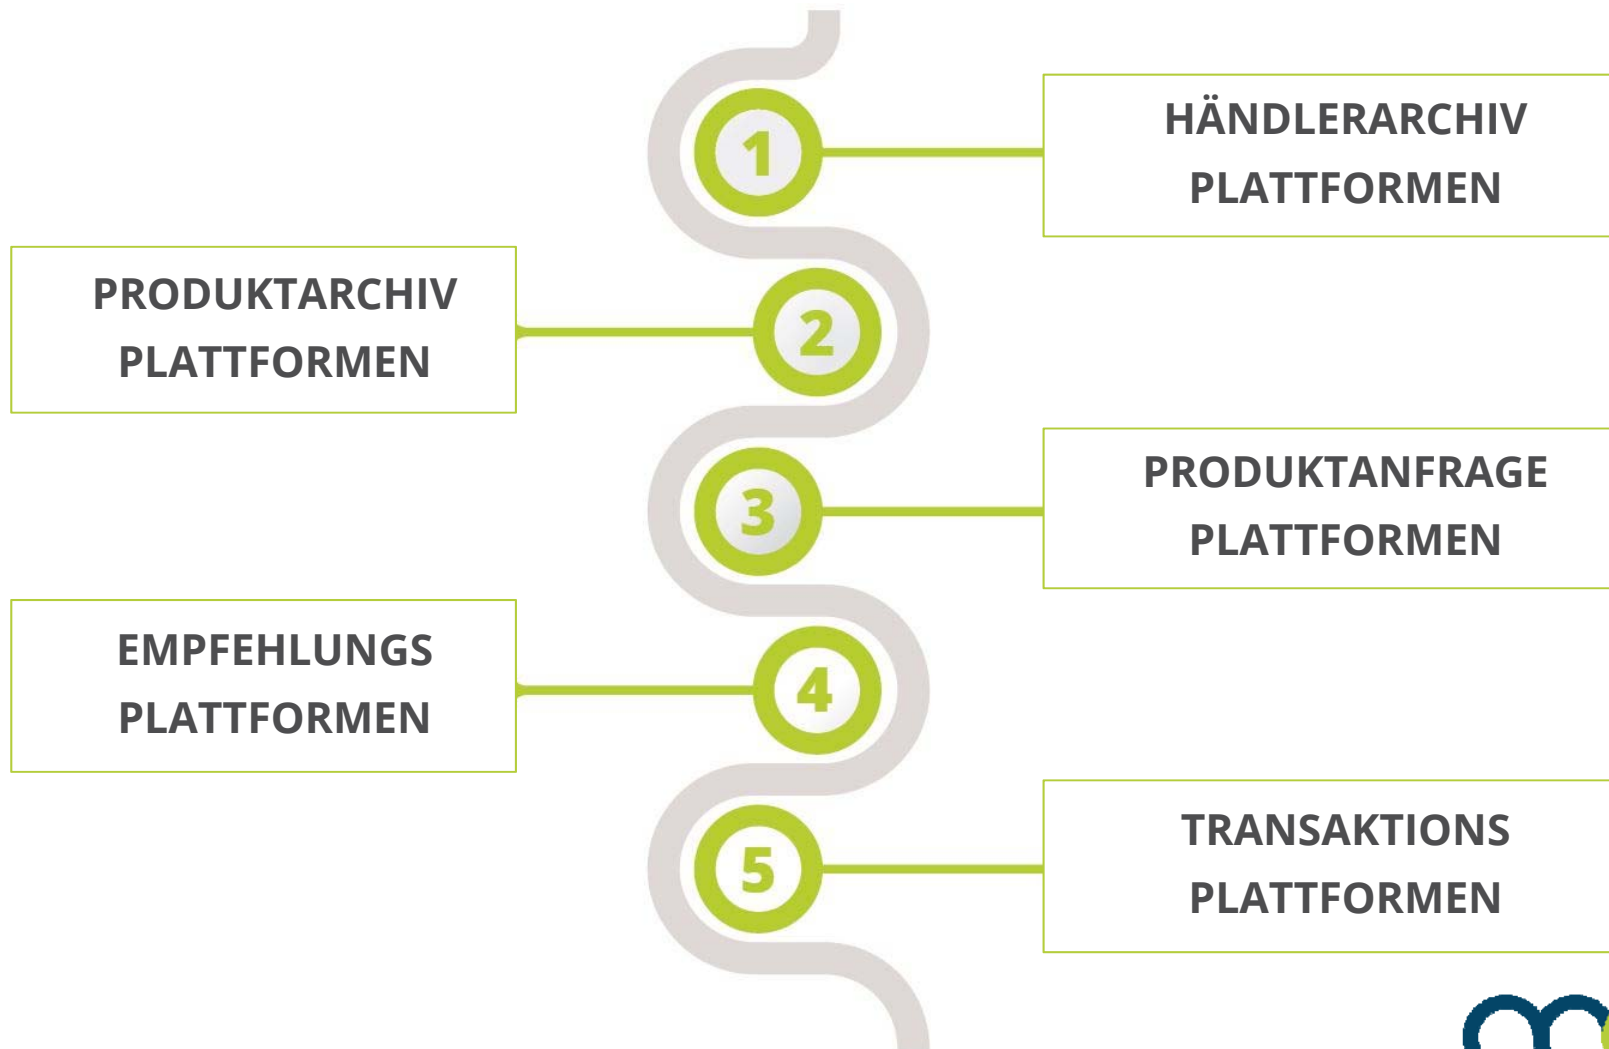 1
HÄNDLERARCHIV
PLATTFORMEN
2
PRODUKTARCHIV
PLATTFORMEN
3
PRODUKTANFRAGE
PLATTFORMEN
4
EMPFEHLUNGS
PLATTFORMEN
5
TRANSAKTIONS
PLATTFORMEN